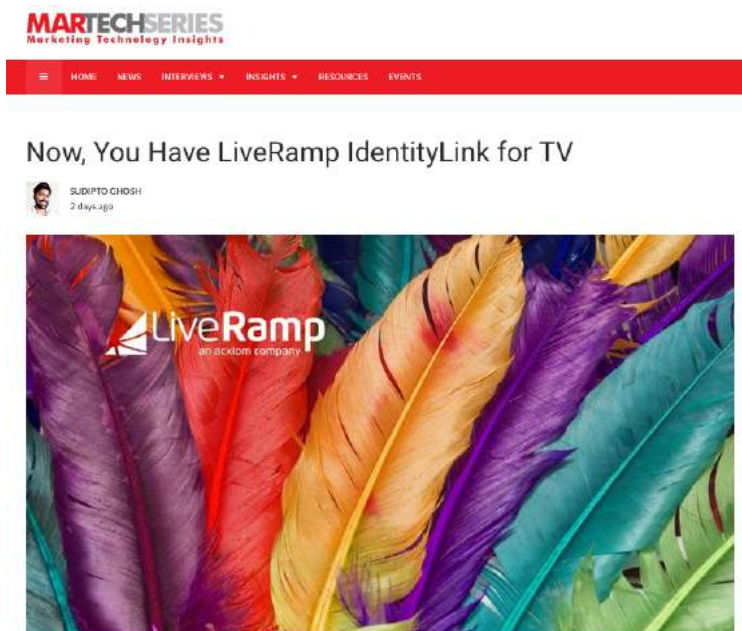 MARTECHSERIES
Marketing Technology Insights
HOME NEWS INTERVIEWS INSIGHTS RESOURCES EVENTS
Now, You Have LiveRamp IdentityLink for TV
SUDIPTO GHOSH
2 days ago
LiveRamp
an acxiom company